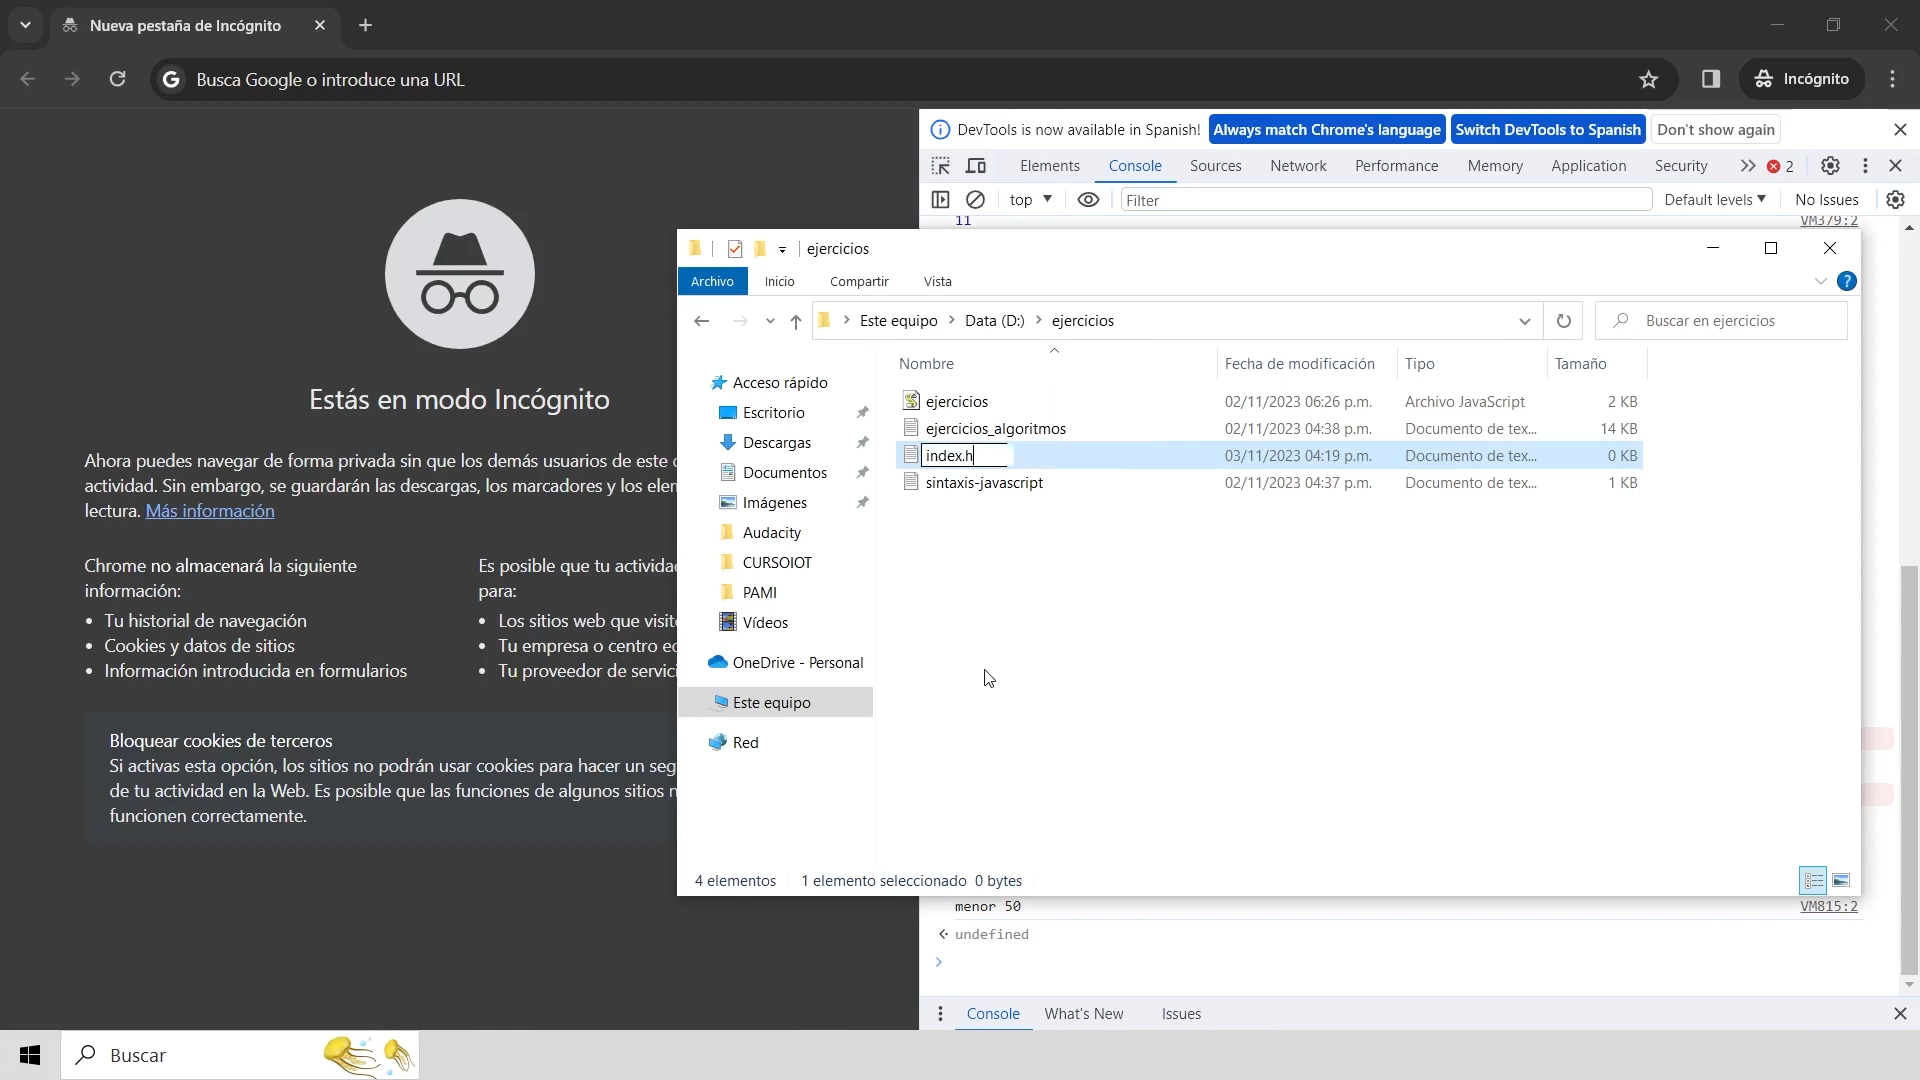 Nueva pestaña de Incógnito
Busca Google o introduce una URL
Incógnito
DevTools is now available in Spanish!
Always match Chrome's language
Switch DevTools to Spanish
Don't show again
Elements
Console
Sources
Network
Performance
Memory
Application
Security
2
top
Filter
Default levels
No Issues
11
VM379:2
Estás en modo Incógnito
Ahora puedes navegar de forma privada sin que los demás usuarios de este
actividad. Sin embargo, se guardarán las descargas, los marcadores y los
lectura. Más información
Chrome no almacenará la siguiente
información:
• Tu historial de navegación
• Cookies y datos de sitios
• Información introducida en formularios
Es posible que tu
para:
• Los sitios web que
• Tu empresa o centro
• Tu proveedor de
Bloquear cookies de terceros
Si activas esta opción, los sitios no podrán usar cookies para hacer un
de tu actividad en la Web. Es posible que las funciones de algunos sitios
funcionen correctamente.
ejercicios
Archivo
Inicio
Compartir
Vista
Este equipo
Data (D:)
ejercicios
Buscar en ejercicios
Acceso rápido
Escritorio
Descargas
Documentos
Imágenes
Audacity
CURSOIOT
PAMI
Vídeos
OneDrive - Personal
Este equipo
Red
Nombre
Fecha de modificación
Tipo
Tamaño
ejercicios 02/11/2023 06:26 p.m. Archivo JavaScript 2 KB
ejercicios_algoritmos 02/11/2023 04:38 p.m. Documento de tex... 14 KB
index.h 03/11/2023 04:19 p.m. Documento de tex... 0 KB
sintaxis-javascript 02/11/2023 04:37 p.m. Documento de tex... 1 KB
4 elementos
1 elemento seleccionado 0 bytes
menor 50
VM815:2
undefined
Console
What's New
Issues
Buscar